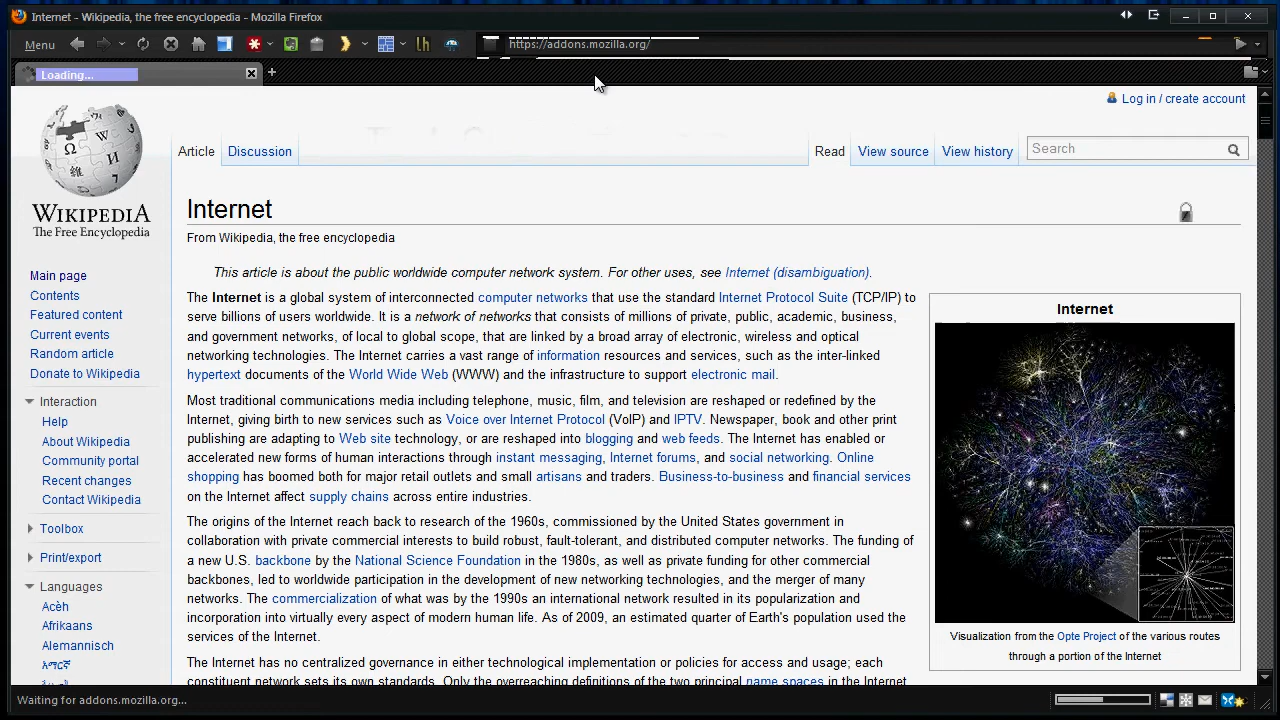 Internet - Wikipedia, the free encyclopedia - Mozilla Firefox
Menu
https://addons.mozilla.org/
Loading...
Log in / create account
Article
Discussion
Read
View source
View history
Search
WIKIPEDIA
The Free Encyclopedia
Main page
Contents
Featured content
Current events
Random article
Donate to Wikipedia
Interaction
Help
About Wikipedia
Community portal
Recent changes
Contact Wikipedia
Toolbox
Print/export
Languages
Acèh
Afrikaans
Alemannisch
አማርኛ
Internet
From Wikipedia, the free encyclopedia
This article is about the public worldwide computer network system. For other uses, see Internet (disambiguation).
The Internet is a global system of interconnected computer networks that use the standard Internet Protocol Suite (TCP/IP) to
serve billions of users worldwide. It is a network of networks that consists of millions of private, public, academic, business,
and government networks, of local to global scope, that are linked by a broad array of electronic, wireless and optical
networking technologies. The Internet carries a vast range of information resources and services, such as the inter-linked
hypertext documents of the World Wide Web (WWW) and the infrastructure to support electronic mail.
Most traditional communications media including telephone, music, film, and television are reshaped or redefined by the
Internet, giving birth to new services such as Voice over Internet Protocol (VoIP) and IPTV. Newspaper, book and other print
publishing are adapting to Web site technology, or are reshaped into blogging and web feeds. The Internet has enabled or
accelerated new forms of human interactions through instant messaging, Internet forums, and social networking. Online
shopping has boomed both for major retail outlets and small artisans and traders. Business-to-business and financial services
on the Internet affect supply chains across entire industries.
The origins of the Internet reach back to research of the 1960s, commissioned by the United States government in
collaboration with private commercial interests to build robust, fault-tolerant, and distributed computer networks. The funding of
a new U.S. backbone by the National Science Foundation in the 1980s, as well as private funding for other commercial
backbones, led to worldwide participation in the development of new networking technologies, and the merger of many
networks. The commercialization of what was by the 1990s an international network resulted in its popularization and
incorporation into virtually every aspect of modern human life. As of 2009, an estimated quarter of Earth's population used the
services of the Internet.
The Internet has no centralized governance in either technological implementation or policies for access and usage; each
constituent network sets its own standards. Only the overreaching definitions of the two principal name spaces in the Internet
Internet
Visualization from the Opte Project of the various routes
through a portion of the Internet
Waiting for addons.mozilla.org...